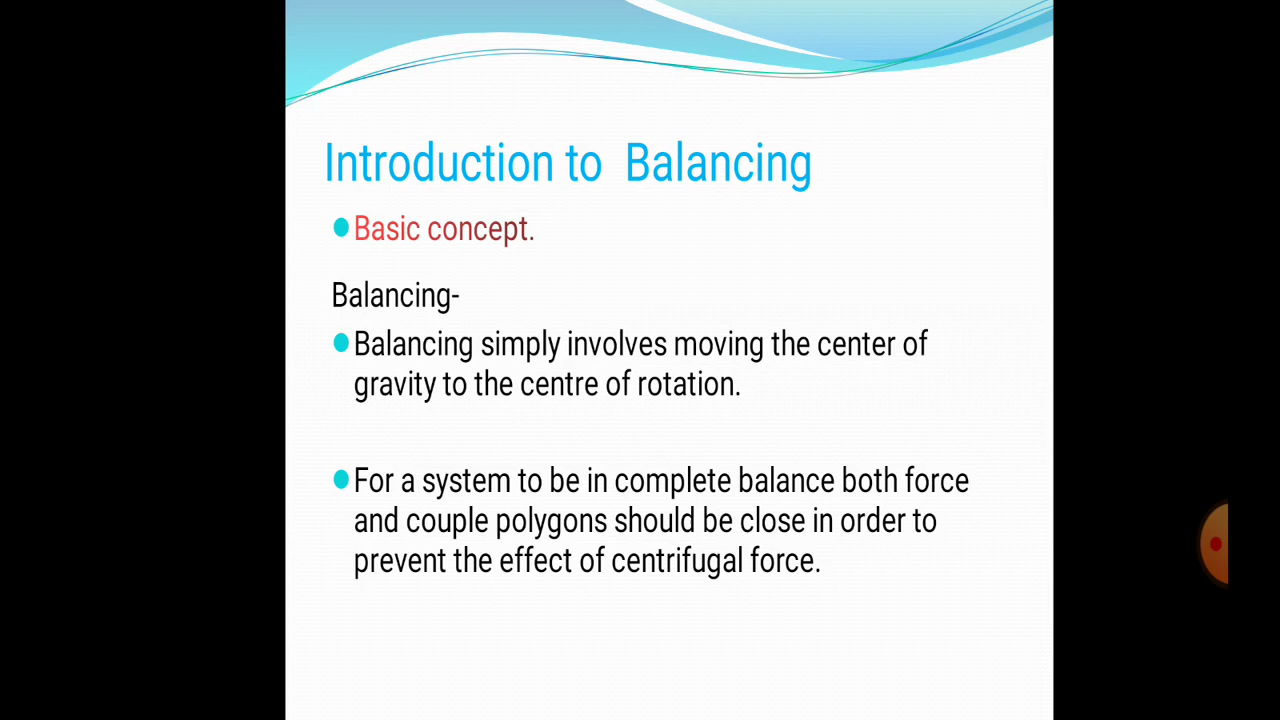 Introduction to Balancing
Basic concept.
Balancing-
Balancing simply involves moving the center of
gravity to the centre of rotation.
For a system to be in complete balance both force
and couple polygons should be close in order to
prevent the effect of centrifugal force.